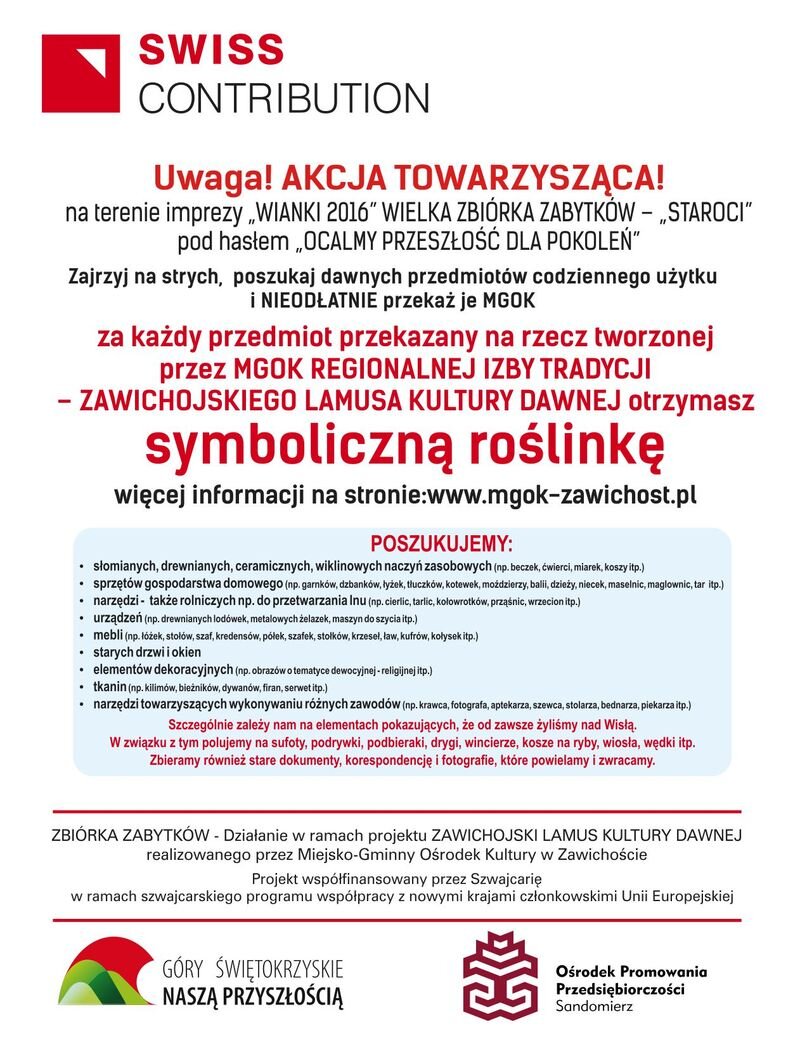 SWISS
CONTRIBUTION
Uwaga! AKCJA TOWARZYSZĄCA!
na terenie imprezy „WIANKI 2016” WIELKA ZBIÓRKA ZABYTKÓW – „STAROCI”
pod hasłem „OCALMY PRZESZŁOŚĆ DLA POKOLEŃ”
Zajrzyj na strych, poszukaj dawnych przedmiotów codziennego użytku
i NIEODŁATNIE przekaż je MGOK
za każdy przedmiot przekazany na rzecz tworzonej
przez MGOK REGIONALNEJ IZBY TRADYCJI
– ZAWICHOJSKIEGO LAMUSA KULTURY DAWNEJ otrzymasz
symboliczną roślinkę
więcej informacji na stronie:www.mgok-zawichost.pl
POSZUKUJEMY:
• słomianych, drewnianych, ceramicznych, wiklinowych naczyń zasobowych (np. beczek, ćwierci, miarek, koszy itp.)
• sprzętów gospodarstwa domowego (np. garnków, dzbanków, łyżek, tłuczków, kotewek, moździerzy, balii, dzieży, niecek, maselnic, maglownic, tar itp.)
• narzędzi - także rolniczych np. do przetwarzania lnu (np. cierlic, tarlic, kołowrotków, prząśnic, wrzecion itp.)
• urządzeń (np. drewnianych lodówek, metalowych żelazek, maszyn do szycia itp.)
• mebli (np. łóżek, stołów, szaf, kredensów, półek, szafek, stołków, krzeseł, ław, kufrów, kołysek itp.)
• starych drzwi i okien
• elementów dekoracyjnych (np. obrazów o tematyce dewocyjnej - religijnej itp.)
• tkanin (np. kilimów, bieżników, dywanów, firan, serwet itp.)
• narzędzi towarzyszących wykonywaniu różnych zawodów (np. krawca, fotografa, aptekarza, szewca, stolarza, bednarza, piekarza itp.)
Szczególnie zależy nam na elementach pokazujących, że od zawsze żyliśmy nad Wisłą.
W związku z tym polujemy na sufoty, podrywki, podbieraki, drygi, wincierze, kosze na ryby, wiosła, wędki itp.
Zbieramy również stare dokumenty, korespondencję i fotografie, które powielamy i zwracamy.
ZBIÓRKA ZABYTKÓW - Działanie w ramach projektu ZAWICHOJSKI LAMUS KULTURY DAWNEJ
realizowanego przez Miejsko-Gminny Ośrodek Kultury w Zawichoście
Projekt współfinansowany przez Szwajcarię
w ramach szwajcarskiego programu współpracy z nowymi krajami członkowskimi Unii Europejskiej
GÓRY ŚWIĘTOKRZYSKIE
NASZĄ PRZYSZŁOŚCIĄ
Ośrodek Promowania
Przedsiębiorczości
Sandomierz